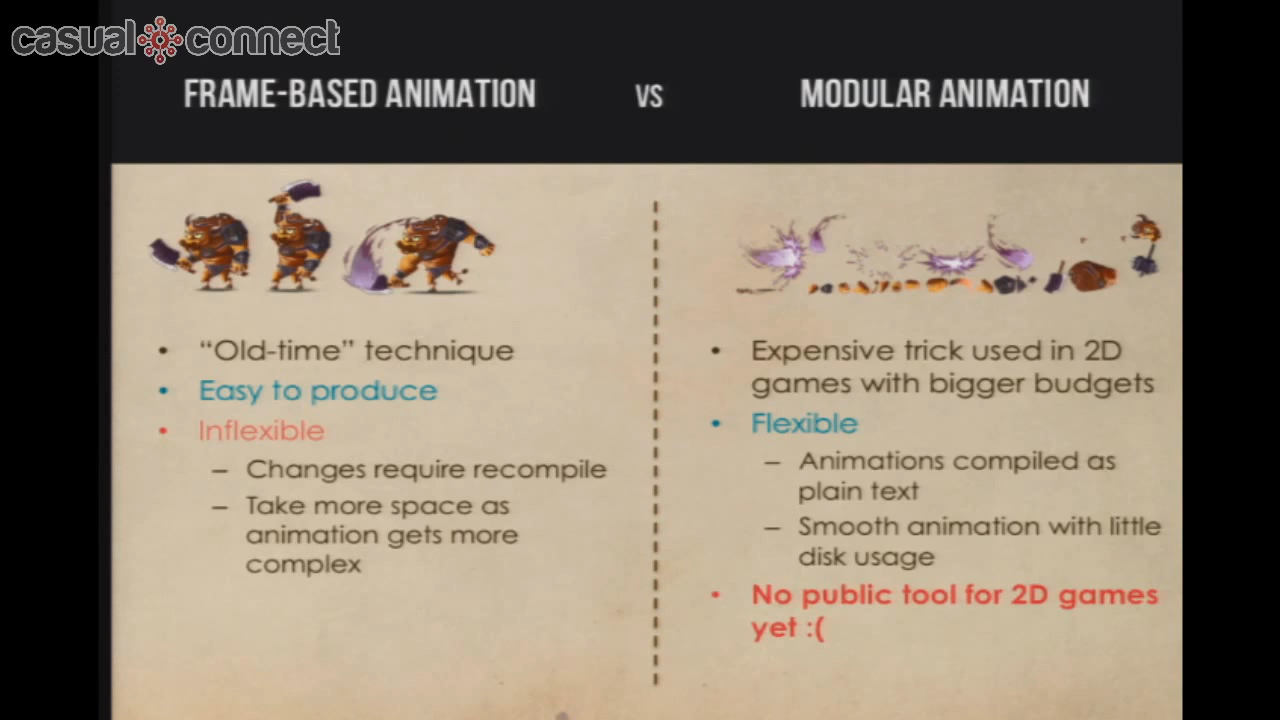 casual connect
FRAME-BASED ANIMATION VS MODULAR ANIMATION
• “Old-time” technique
• Easy to produce
• Inflexible
– Changes require recompile
– Take more space as
animation gets more
complex
• Expensive trick used in 2D
games with bigger budgets
• Flexible
– Animations compiled as
plain text
– Smooth animation with little
disk usage
• No public tool for 2D games
yet :(